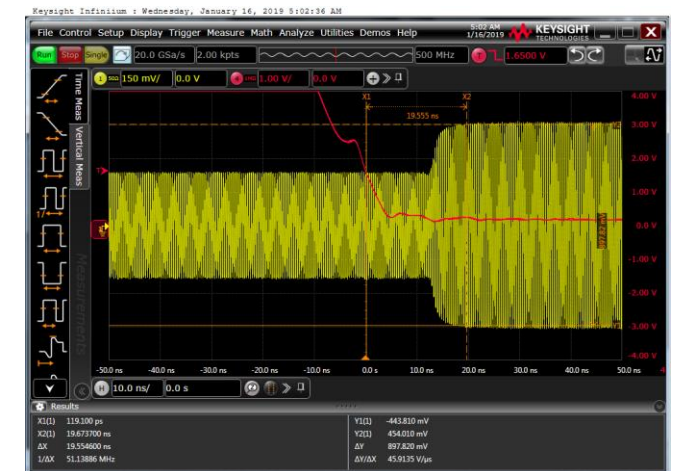 Keysight Infiniium : Wednesday, January 16, 2019 5:02:36 AM
File Control Setup Display Trigger Measure Math Analyze Utilities Demos Help
5:02 AM
1/16/2019
KEYSIGHT
TECHNOLOGIES
Run Stop Single 20.0 GSa/s 2.00 kpts 500 MHz T 1.6500 V
1 50Ω 150 mV/ 0.0 V 1.00 V/ 0.0 V
Time Meas
Vertical Meas
Measurements
X1 X2
19.555 ns
897.82 mV
4.00 V
3.00 V
2.00 V
1.00 V
0.0 V
-1.00 V
-2.00 V
-3.00 V
-4.00 V
-50.0 ns -40.0 ns -30.0 ns -20.0 ns -10.0 ns 0.0 s 10.0 ns 20.0 ns 30.0 ns 40.0 ns 50.0 ns
H 10.0 ns/ 0.0 s
Results
X1(1) 119.100 ps Y1(1) -443.810 mV
X2(1) 19.673700 ns Y2(1) 454.010 mV
ΔX 19.554600 ns ΔY 897.820 mV
1/ΔX 51.13886 MHz ΔY/ΔX 45.9135 V/µs